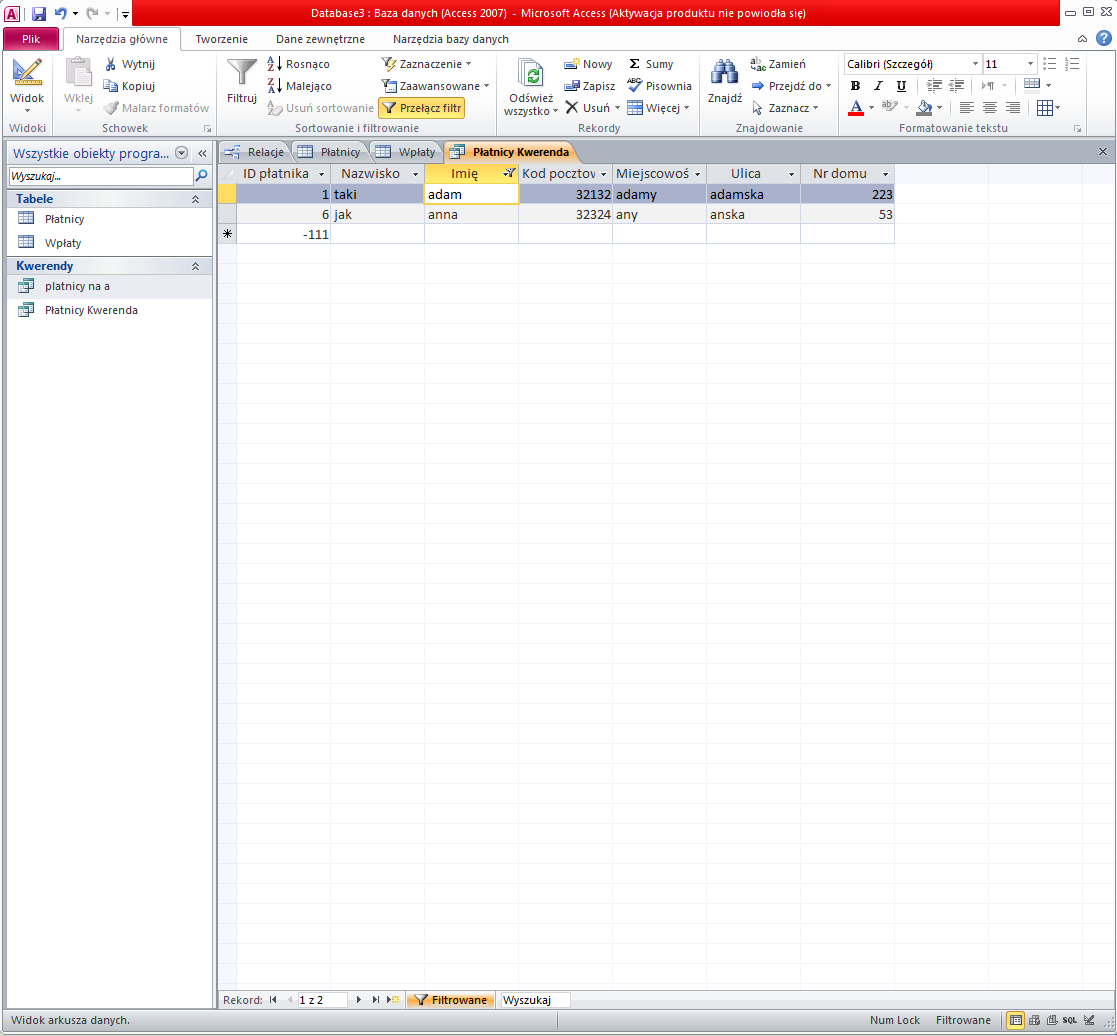 Database3 : Baza danych (Access 2007) - Microsoft Access (Aktywacja produktu nie powiodła się)
Plik Narzędzia główne Tworzenie Dane zewnętrzne Narzędzia bazy danych
Widok
Widoki
Wklej
Wytnij
Kopiuj
Malarz formatów
Schowek
Filtruj
Rosnąco
Malejąco
Usuń sortowanie
Zaznaczenie
Zaawansowane
Przełącz filtr
Sortowanie i filtrowanie
Odśwież
wszystko
Nowy
Zapisz
Usuń
Sumy
Pisownia
Więcej
Rekordy
Znajdź
Zamień
Przejdź do
Zaznacz
Znajdowanie
Calibri (Szczegół) 11
B I U
A ab
Formatowanie tekstu
Wszystkie obiekty progra...
Wyszukaj...
Tabele
Płatnicy
Wpłaty
Kwerendy
platnicy na a
Płatnicy Kwerenda
Relacje Płatnicy Wpłaty Płatnicy Kwerenda
ID płatnika Nazwisko Imię Kod pocztow Miejscowoś Ulica Nr domu
1 taki adam 32132 adamy adamska 223
6 jak anna 32324 any anska 53
-111
Rekord: 1 z 2 Filtrowane Wyszukaj
Widok arkusza danych. Num Lock Filtrowane SQL